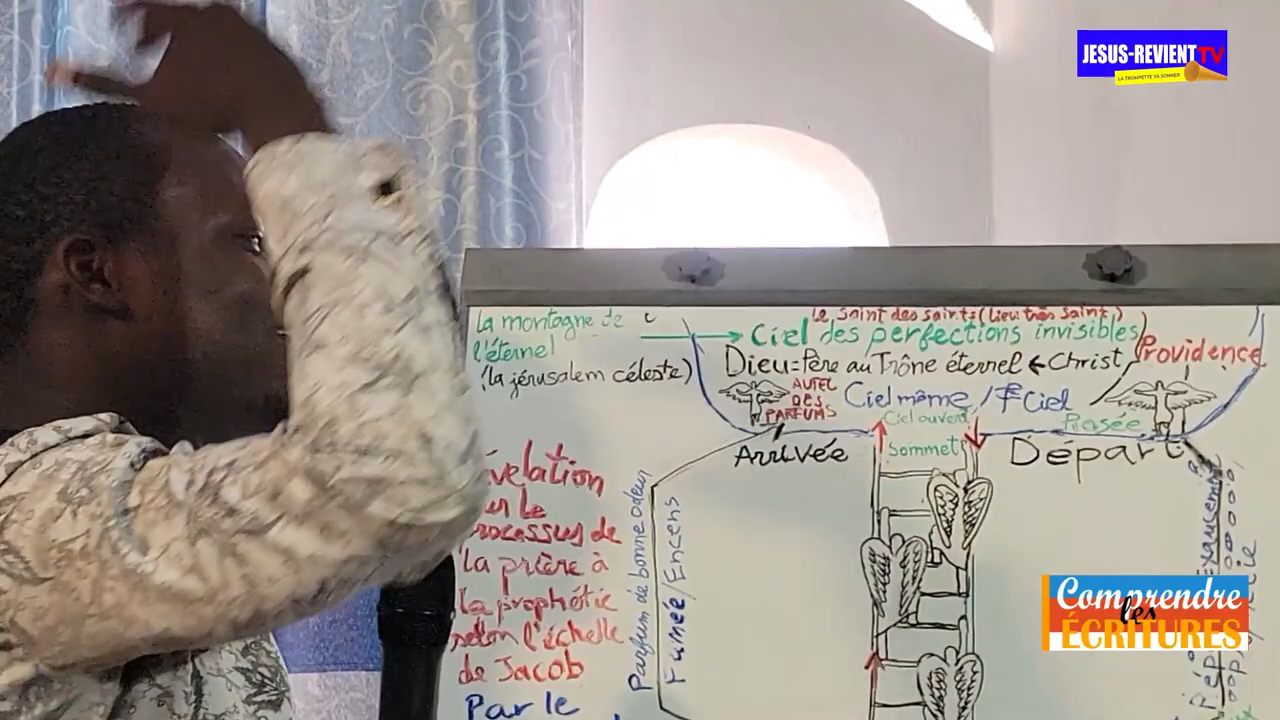 JESUS-REVIENT TV
LA TROMPETTE VA SONNER
Le Saint des saints (Lieu très Saint)
La montagne de
l'éternel
(la jérusalem céleste)
Ciel des perfections invisibles
Providence
Dieu=Père au Trône éternel ← Christ
AUTEL
DES
PARFUMS
Ciel même / 7e Ciel
Ciel ouvert
Rosée
Arrivée
Sommet
Départ
évelation
sur le
rocessus de
la prière à
la prophétie
selon l'échelle
de Jacob
Par le
Parfum de bonne odeur
Fumée/Encens
Comprendre
les
ÉCRITURES